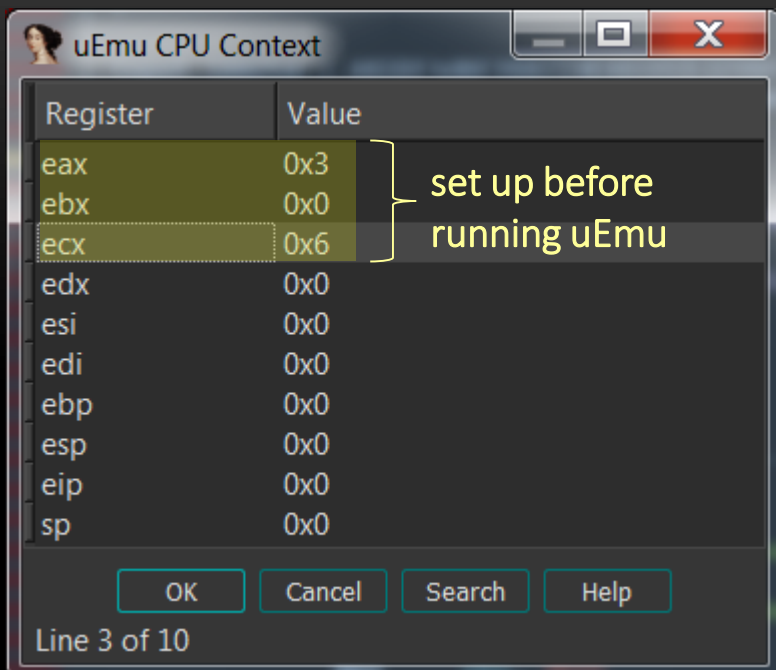 uEmu CPU Context
Register Value
eax 0x3
ebx 0x0
ecx 0x6
set up before
running uEmu
edx 0x0
esi 0x0
edi 0x0
ebp 0x0
esp 0x0
eip 0x0
sp 0x0
OK Cancel Search Help
Line 3 of 10